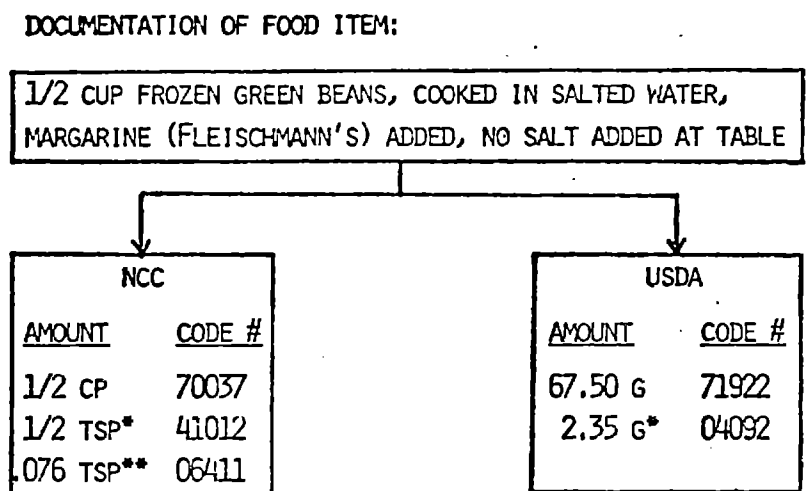 DOCUMENTATION OF FOOD ITEM:
1/2 CUP FROZEN GREEN BEANS, COOKED IN SALTED WATER,
MARGARINE (FLEISCHMANN'S) ADDED, NO SALT ADDED AT TABLE
NCC
AMOUNT CODE #
1/2 CP 70037
1/2 TSP* 41012
.076 TSP** 06411
USDA
AMOUNT CODE #
67.50 G 71922
2.35 G* 04092